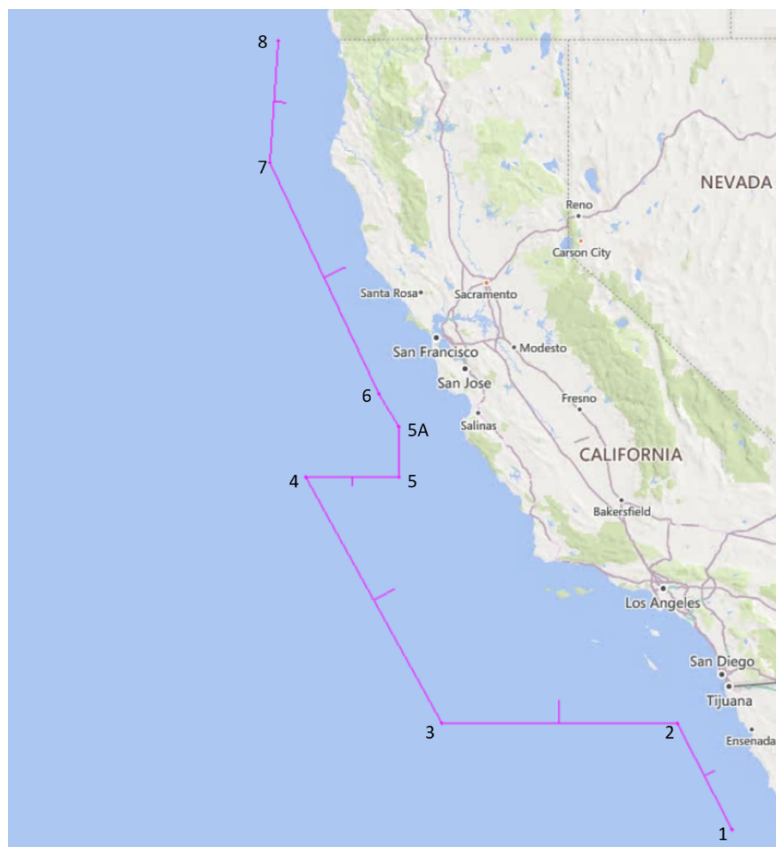 8
7
NEVADA
Reno
Carson City
Santa Rosa
Sacramento
San Francisco
Modesto
San Jose
6
Fresno
Salinas
5A
CALIFORNIA
4
5
Bakersfield
Los Angeles
San Diego
Tijuana
3
2
Ensenada
1